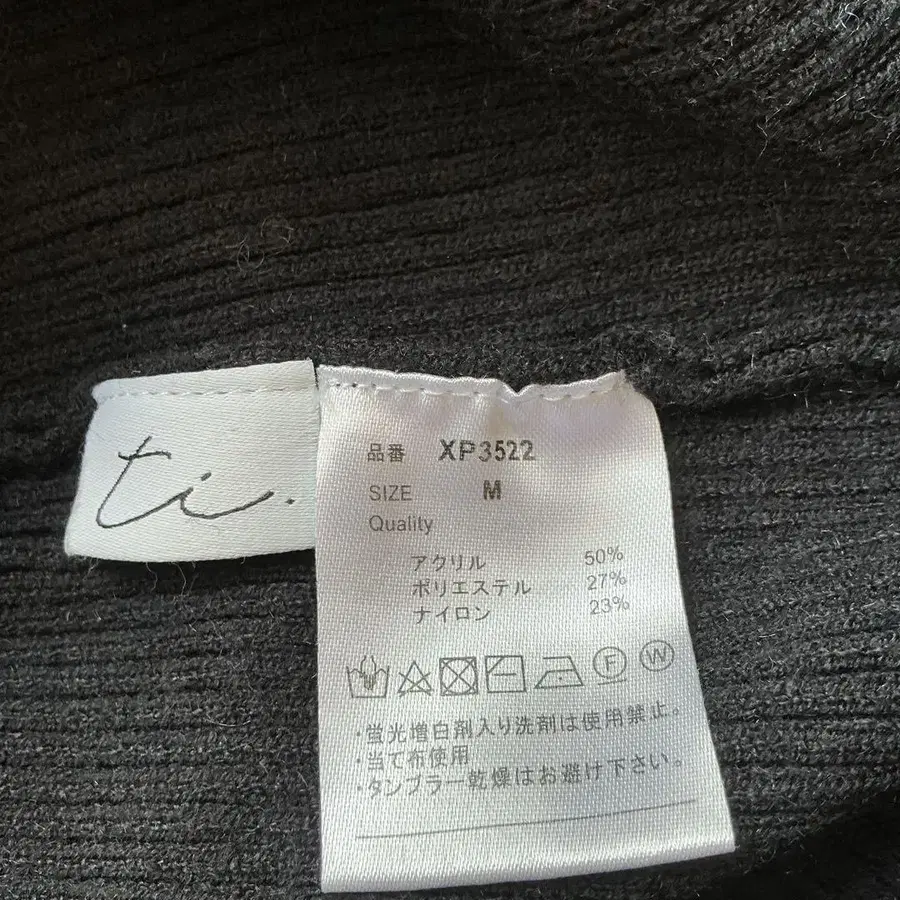 ti.
品番 XP3522
SIZE M
Quality
アクリル 50%
ポリエステル 27%
ナイロン 23%
F W
・蛍光増白剤入り洗剤は使用禁止。
・当て布使用
・タンブラー乾燥はお避け下さい。